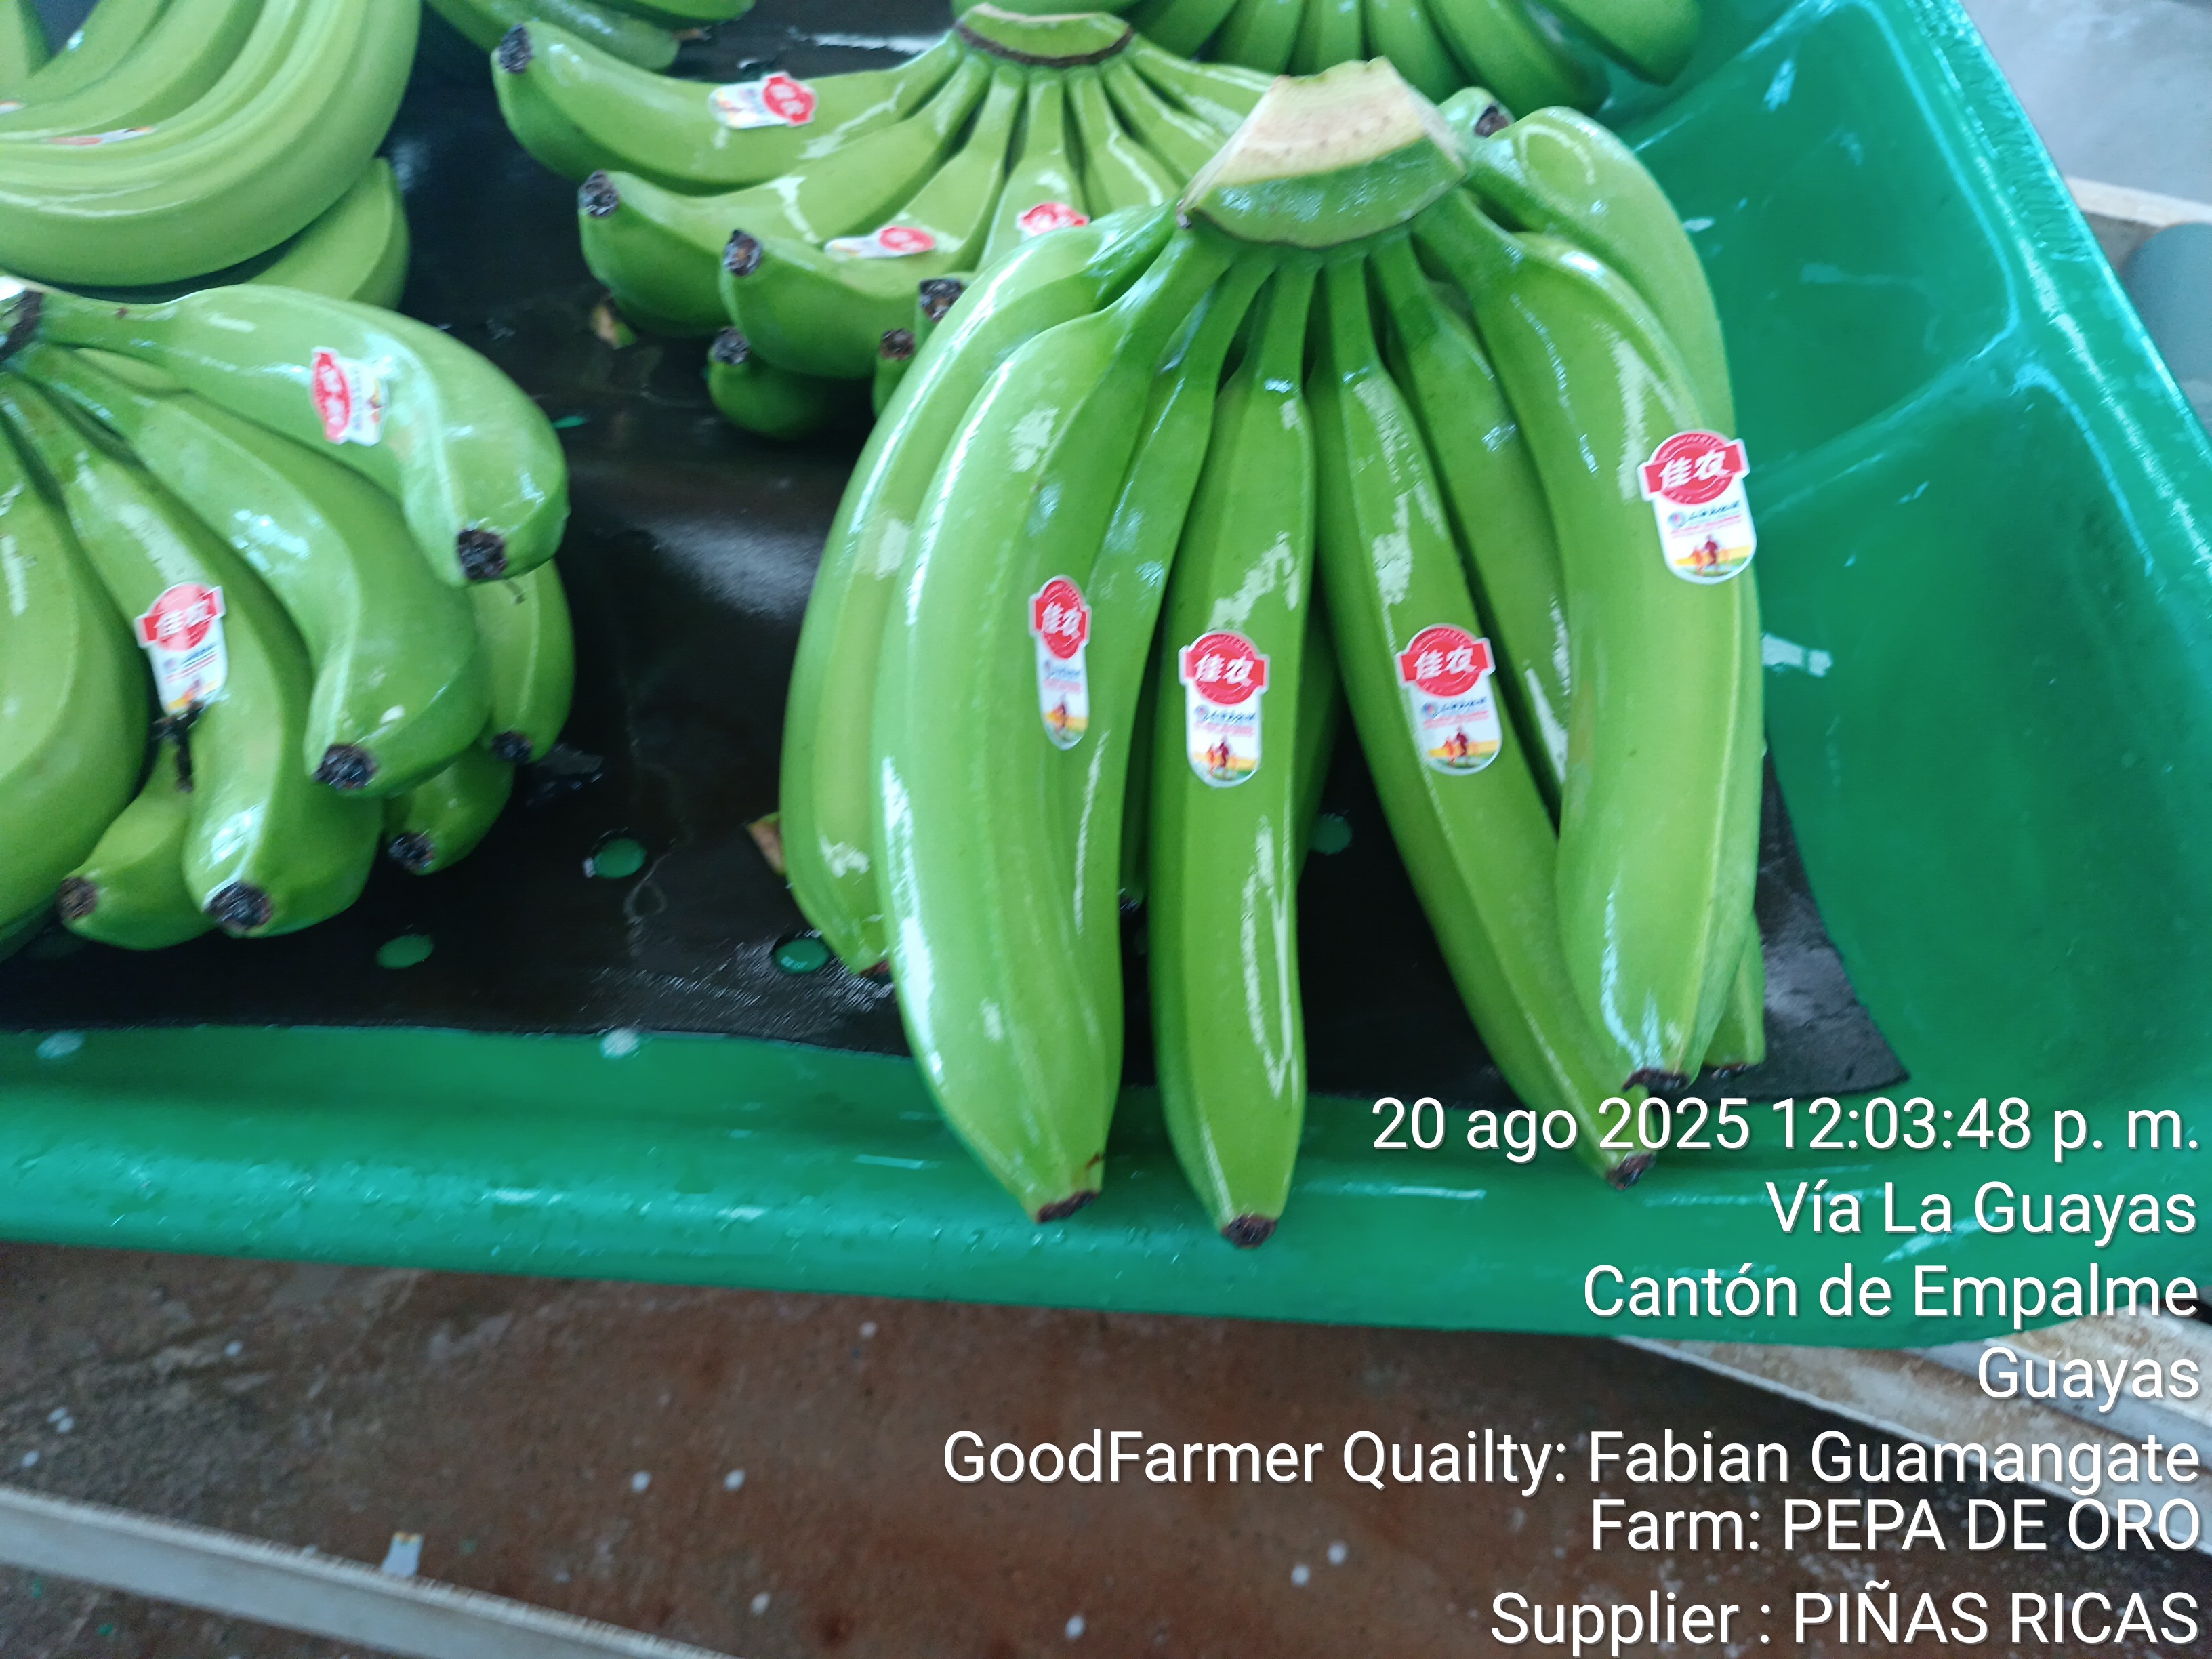 佳农
佳农
佳农
佳农
佳农
20 ago 2025 12:03:48 p. m.
Vía La Guayas
Cantón de Empalme
Guayas
GoodFarmer Quailty: Fabian Guamangate
Farm: PEPA DE ORO
Supplier : PIÑAS RICAS